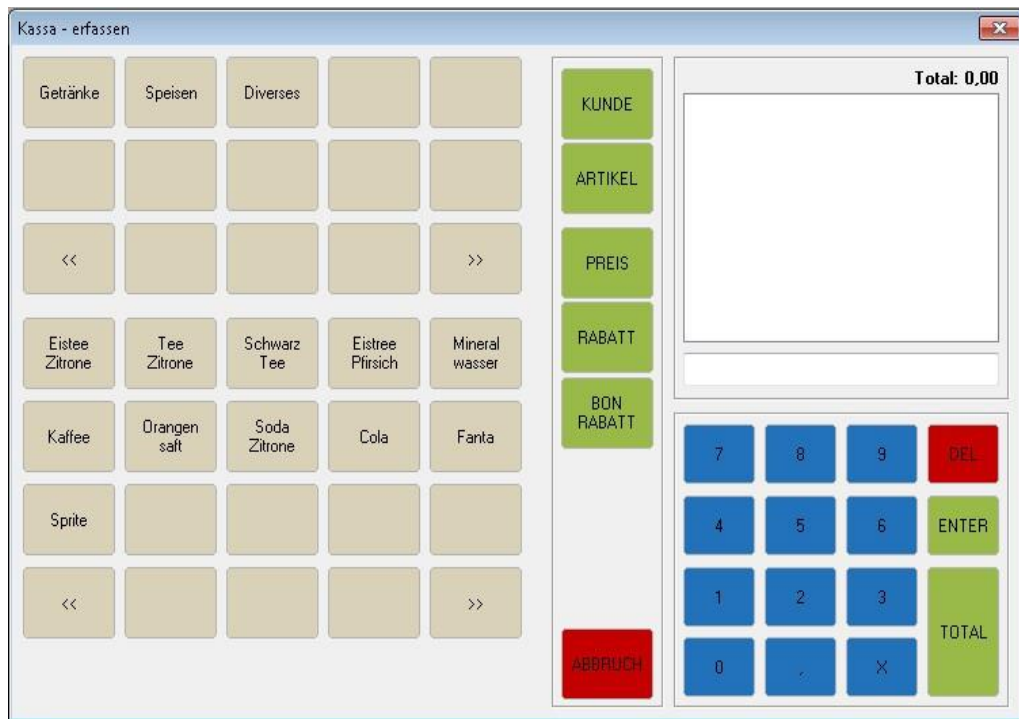 Kassa - erfassen
Getränke
Speisen
Diverses
<<
>>
Eistee
Zitrone
Tee
Zitrone
Schwarz
Tee
Eistree
Pfirsich
Mineral
wasser
Kaffee
Orangen
saft
Soda
Zitrone
Cola
Fanta
Sprite
<<
>>
KUNDE
ARTIKEL
PREIS
RABATT
BON
RABATT
ABBRUCH
Total: 0,00
7
8
9
DEL
4
5
6
ENTER
1
2
3
TOTAL
0
,
X